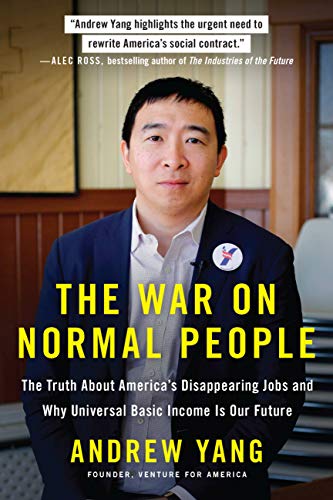 “Andrew Yang highlights the urgent need to
rewrite America’s social contract.”
—ALEC ROSS, bestselling author of The Industries of the Future
THE WAR ON
NORMAL PEOPLE
The Truth About America’s Disappearing Jobs and
Why Universal Basic Income Is Our Future
ANDREW YANG
FOUNDER, VENTURE FOR AMERICA